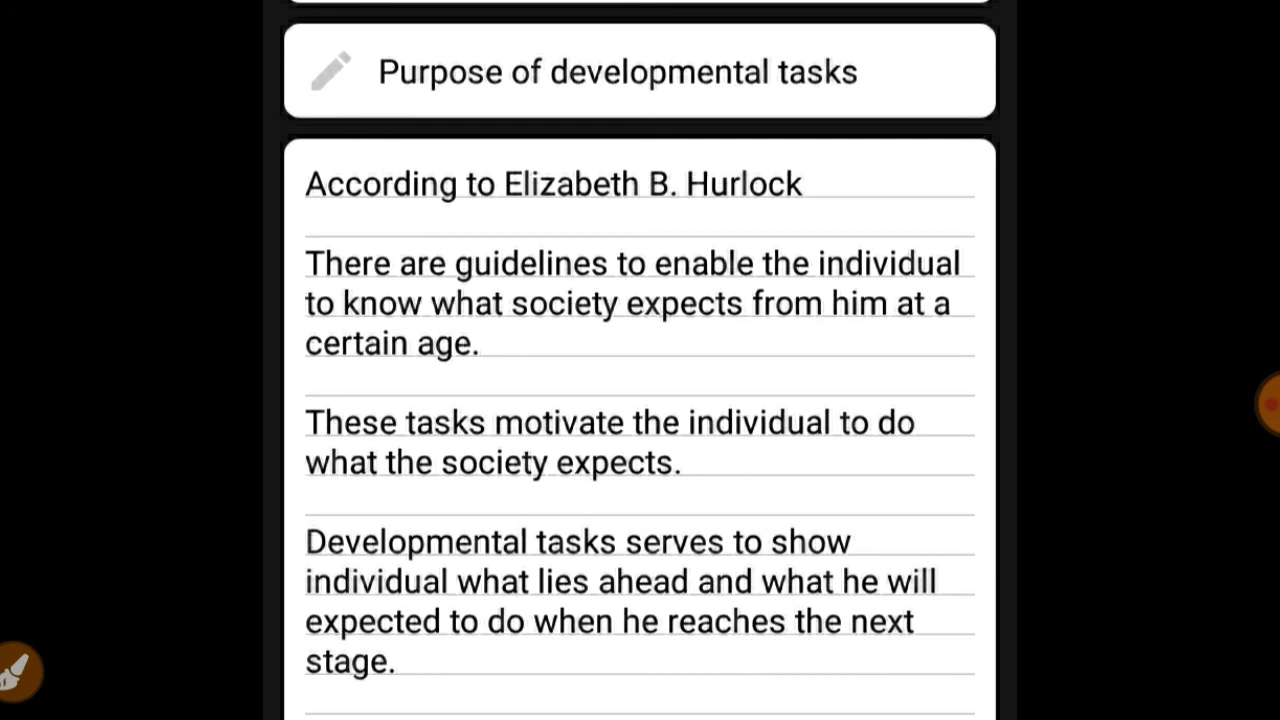 Purpose of developmental tasks
According to Elizabeth B. Hurlock
There are guidelines to enable the individual
to know what society expects from him at a
certain age.
These tasks motivate the individual to do
what the society expects.
Developmental tasks serves to show
individual what lies ahead and what he will
expected to do when he reaches the next
stage.